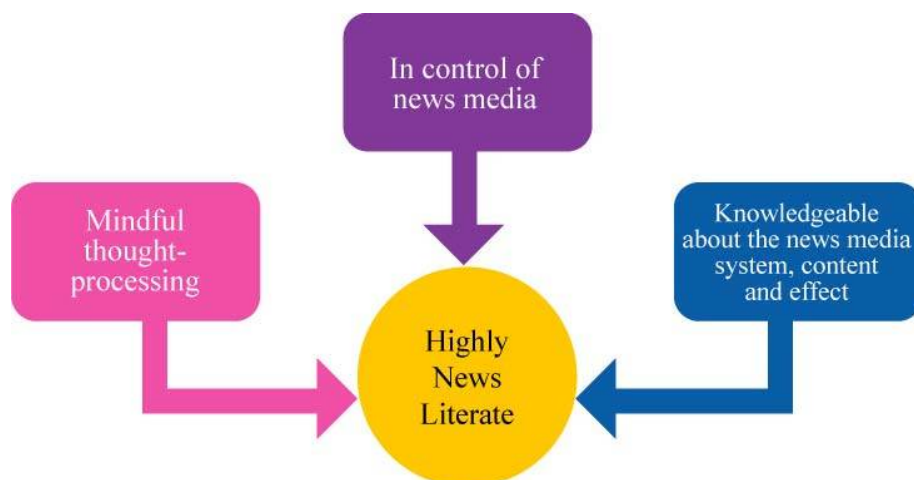 In control of
news media
Mindful
thought-
processing
Knowledgeable
about the news media
system, content
and effect
Highly
News
Literate